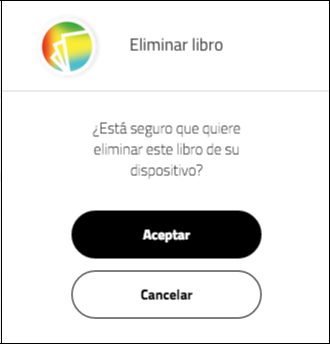 Eliminar libro
¿Está seguro que quiere
eliminar este libro de su
dispositivo?
Aceptar
Cancelar